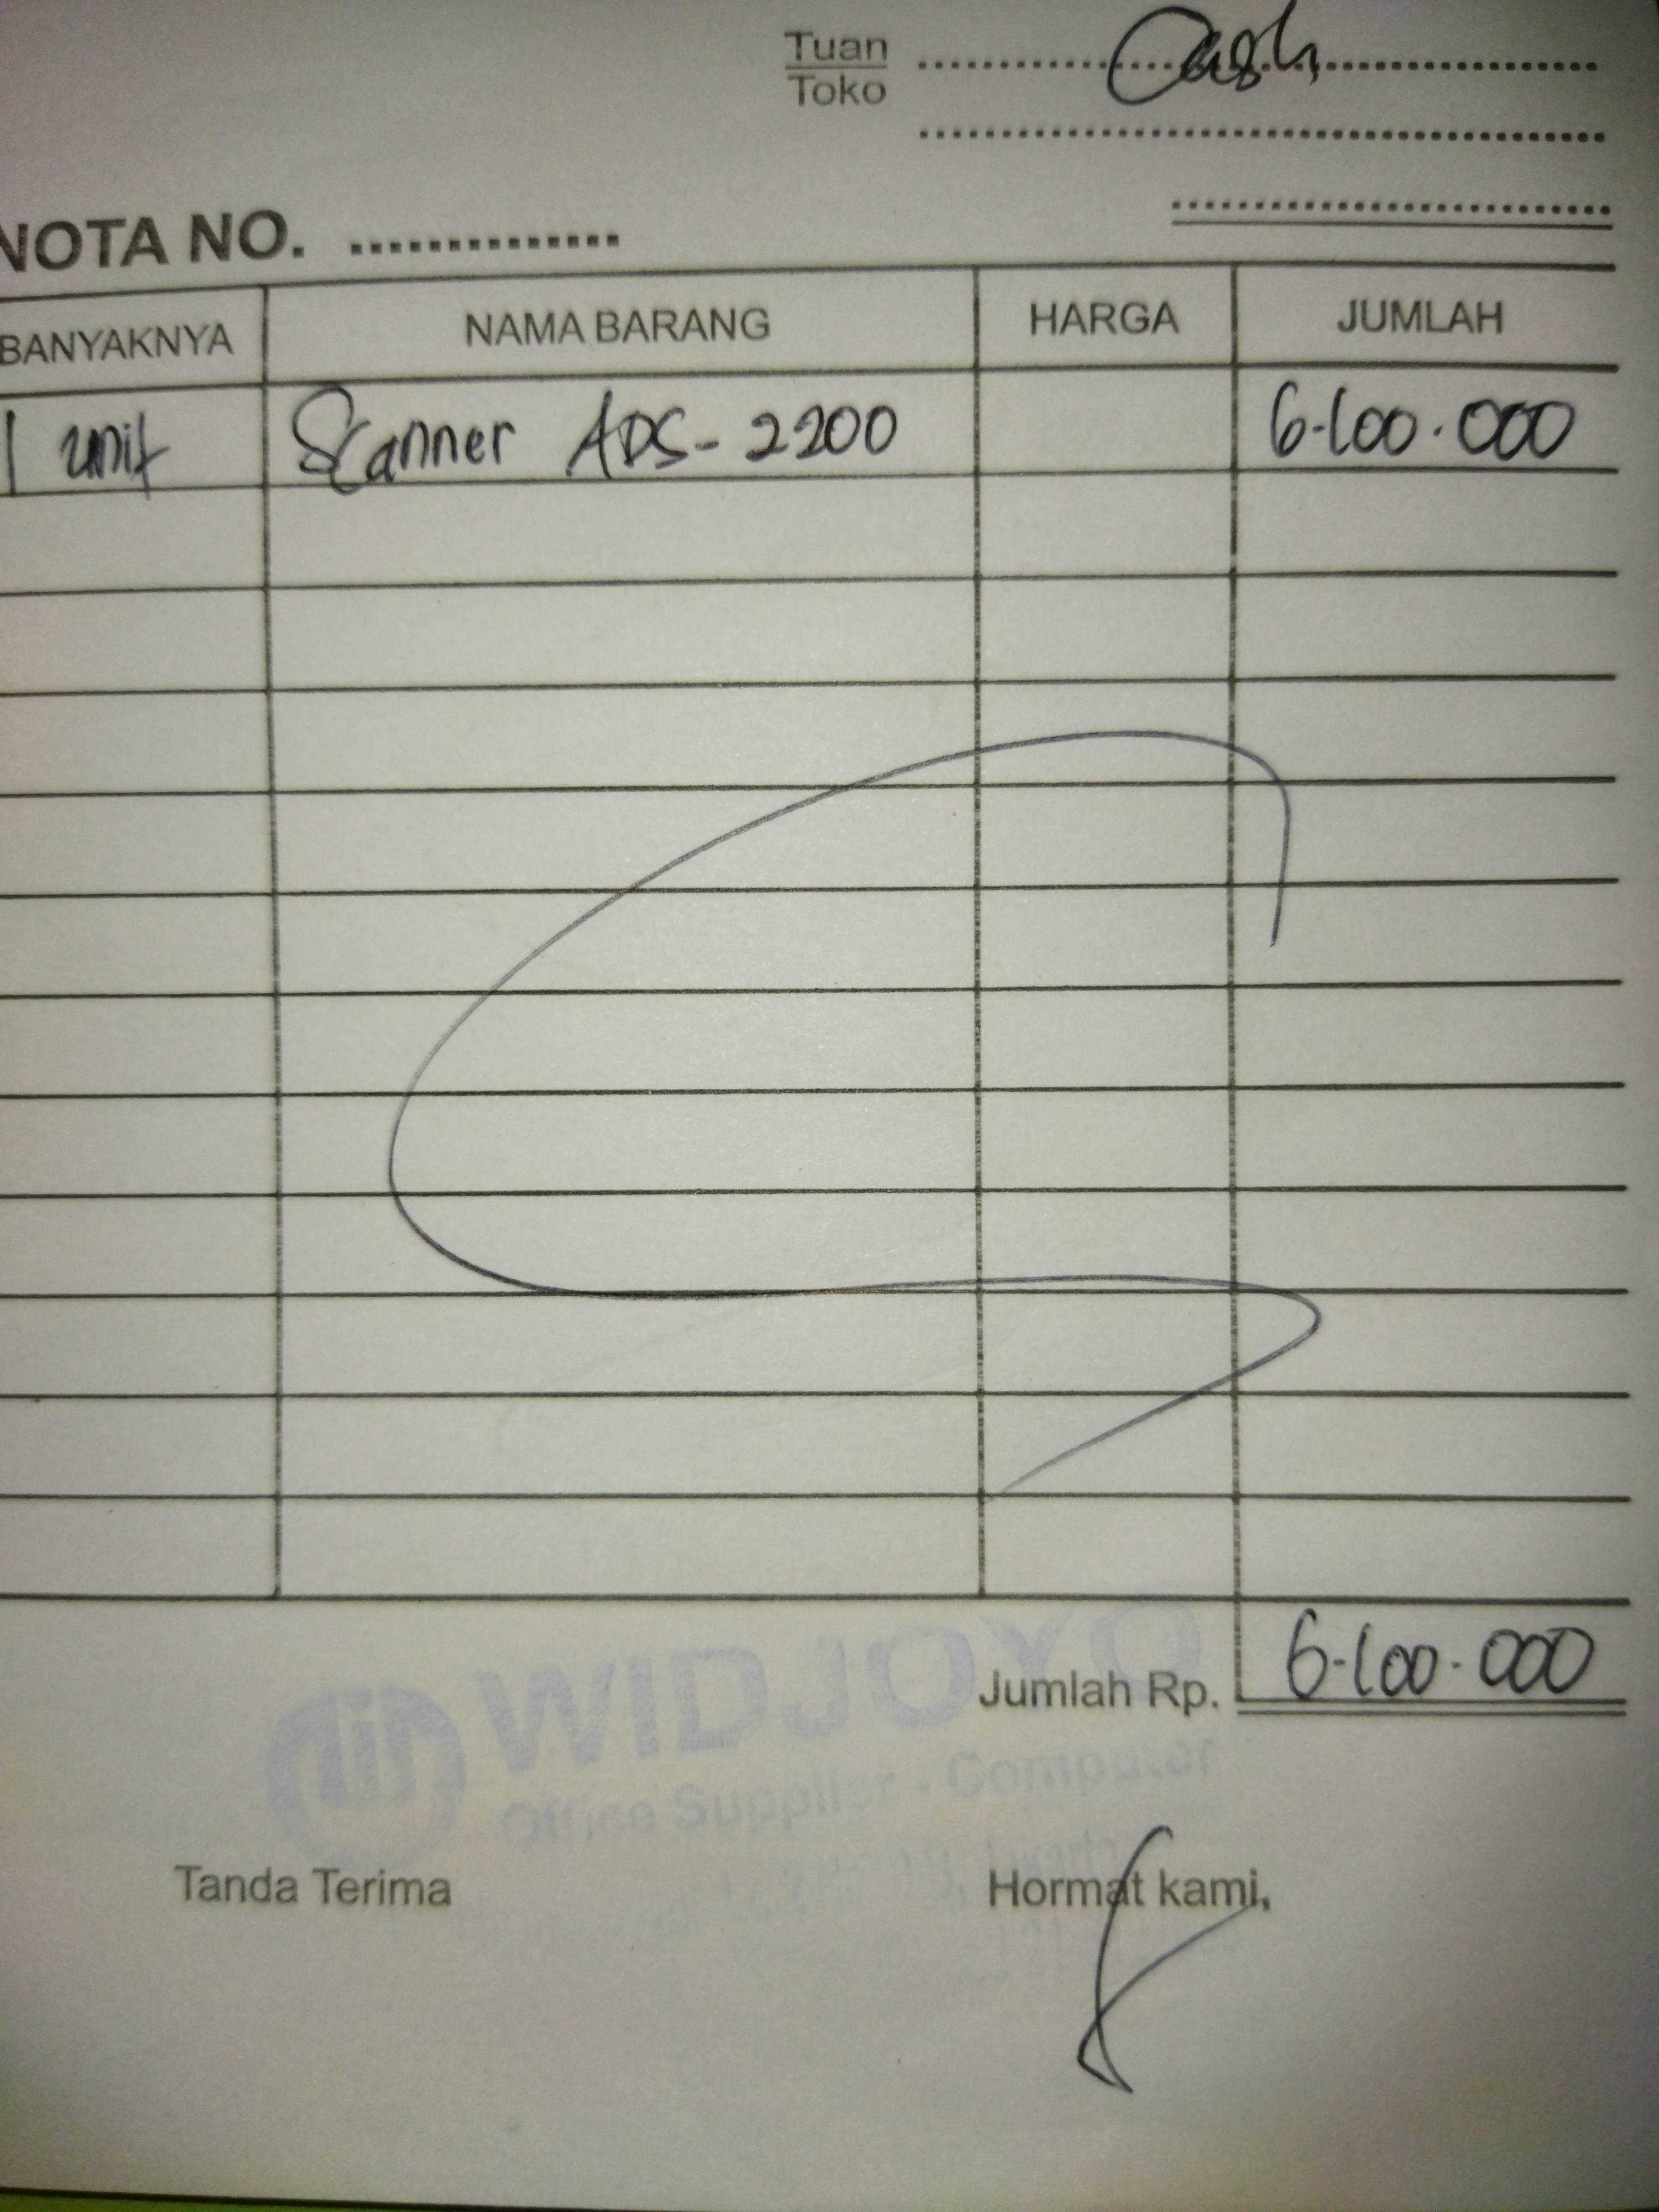 Tuan Cash
Toko
NOTA NO.
BANYAKNYA NAMA BARANG HARGA JUMLAH
1 unit Scanner ADS-2200 6.100.000
Jumlah Rp. 6.100.000
WIDJOYO
Office Supplier - Computer
Tanda Terima Hormat kami,